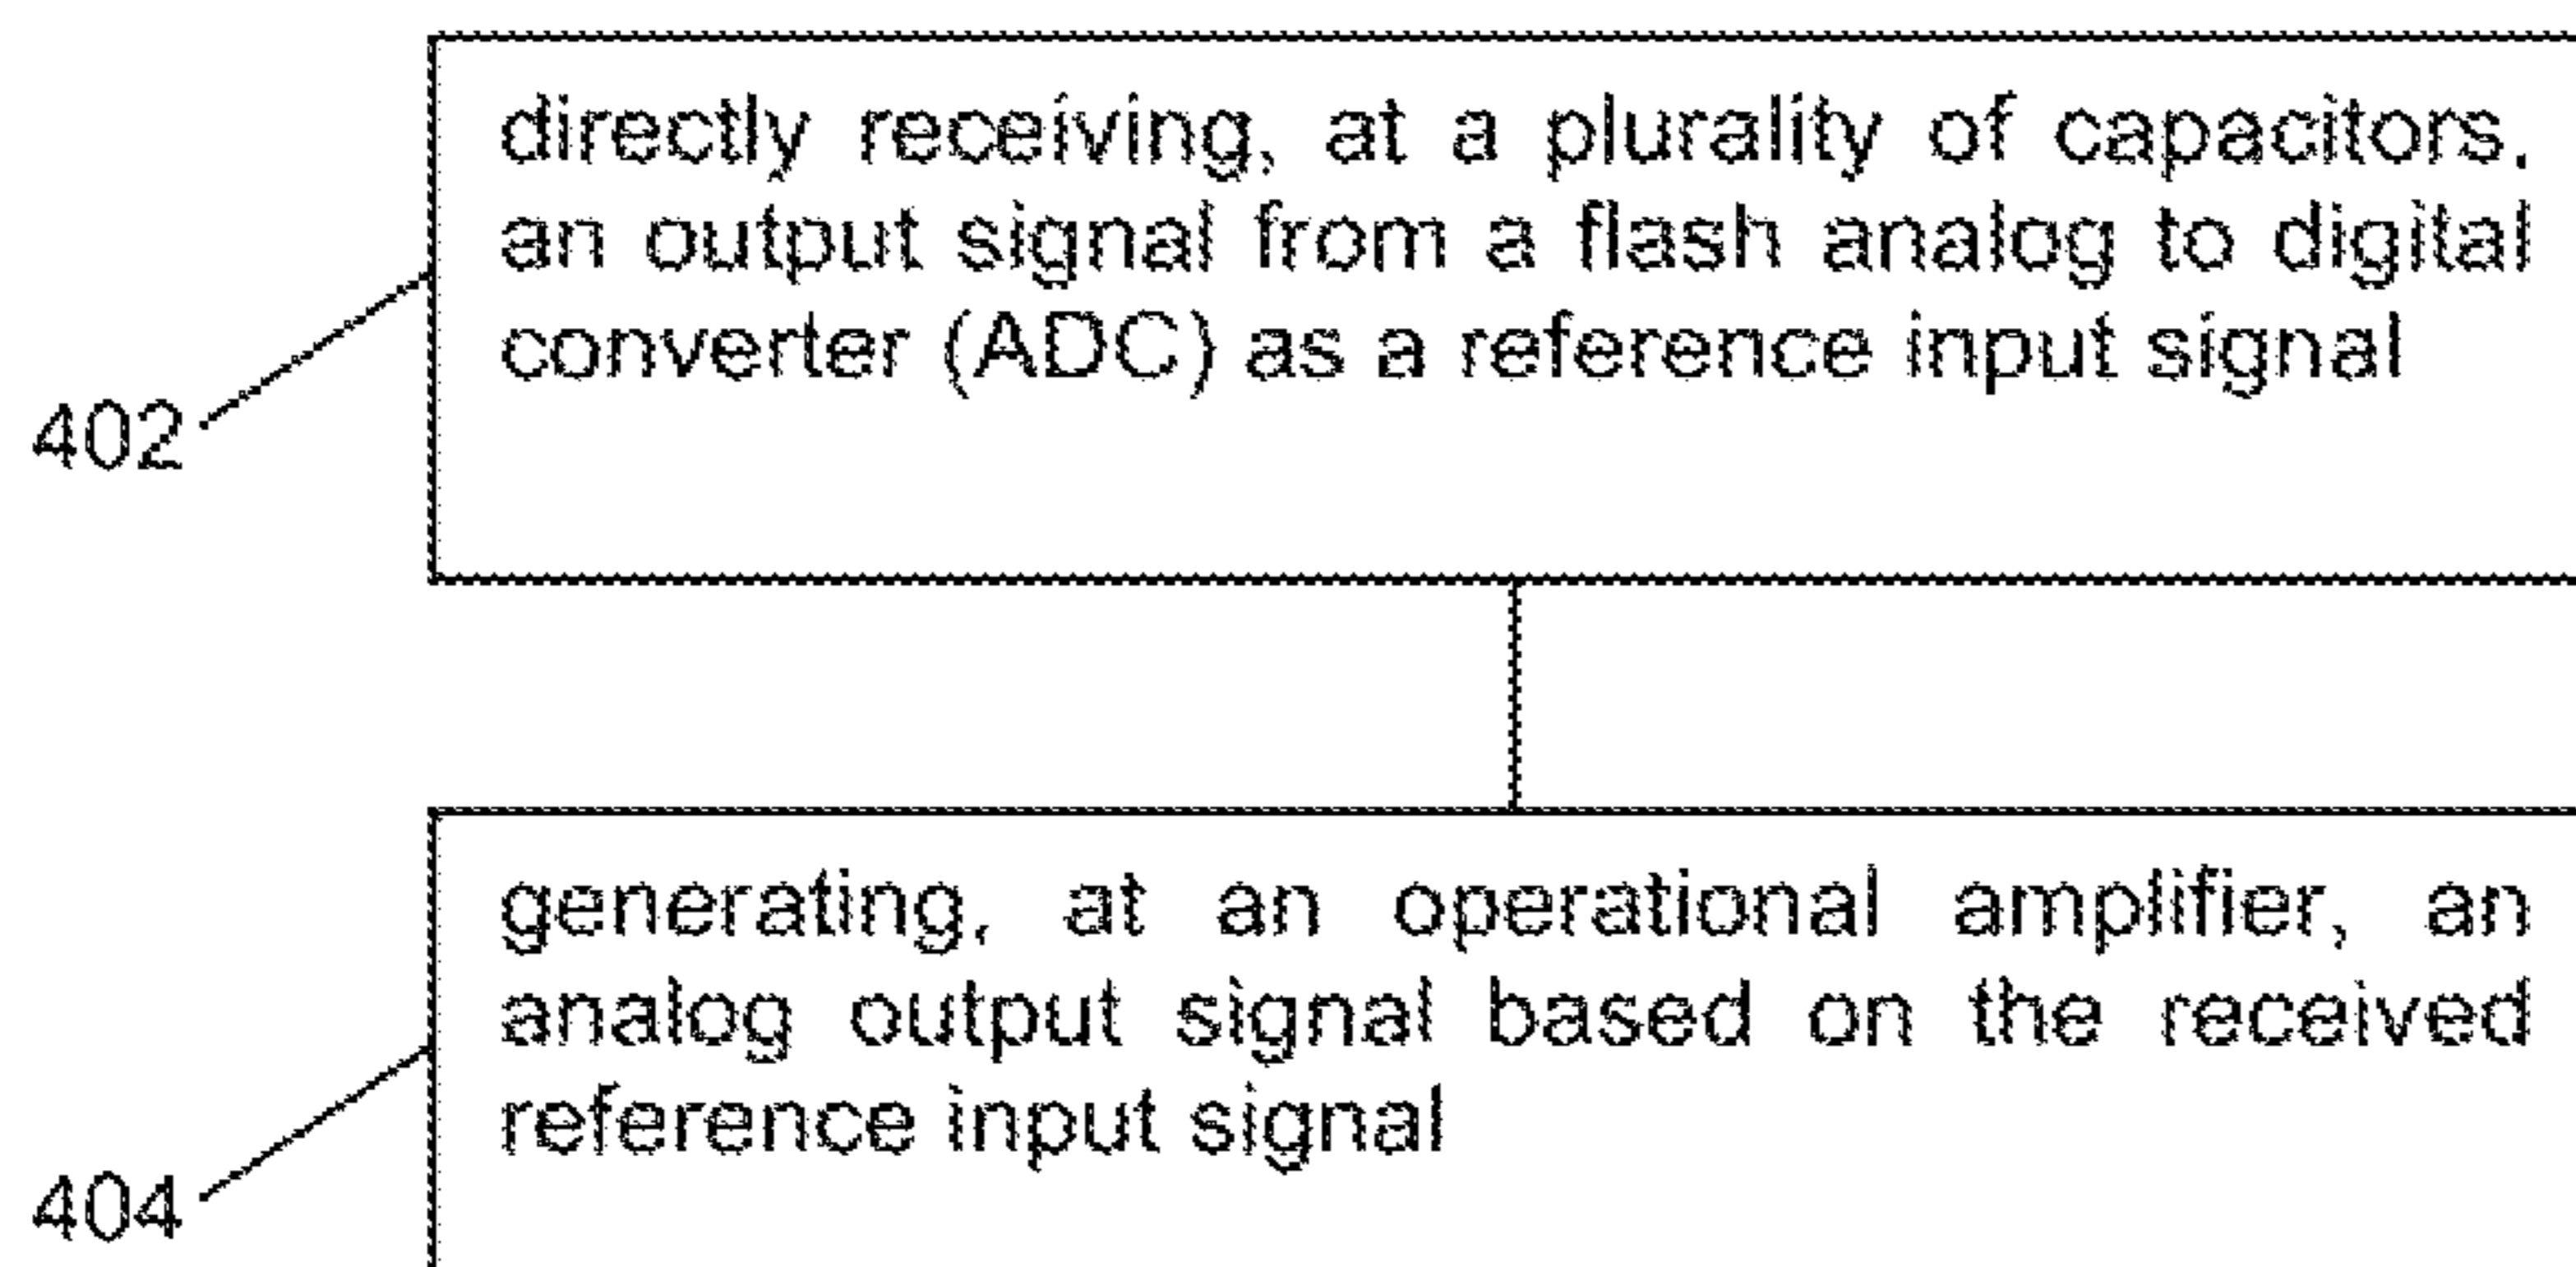 directly receiving, at a plurality of capacitors,
an output signal from a flash analog to digital
converter (ADC) as a reference input signal
402
generating, at an operational amplifier, an
analog output signal based on the received
reference input signal
404